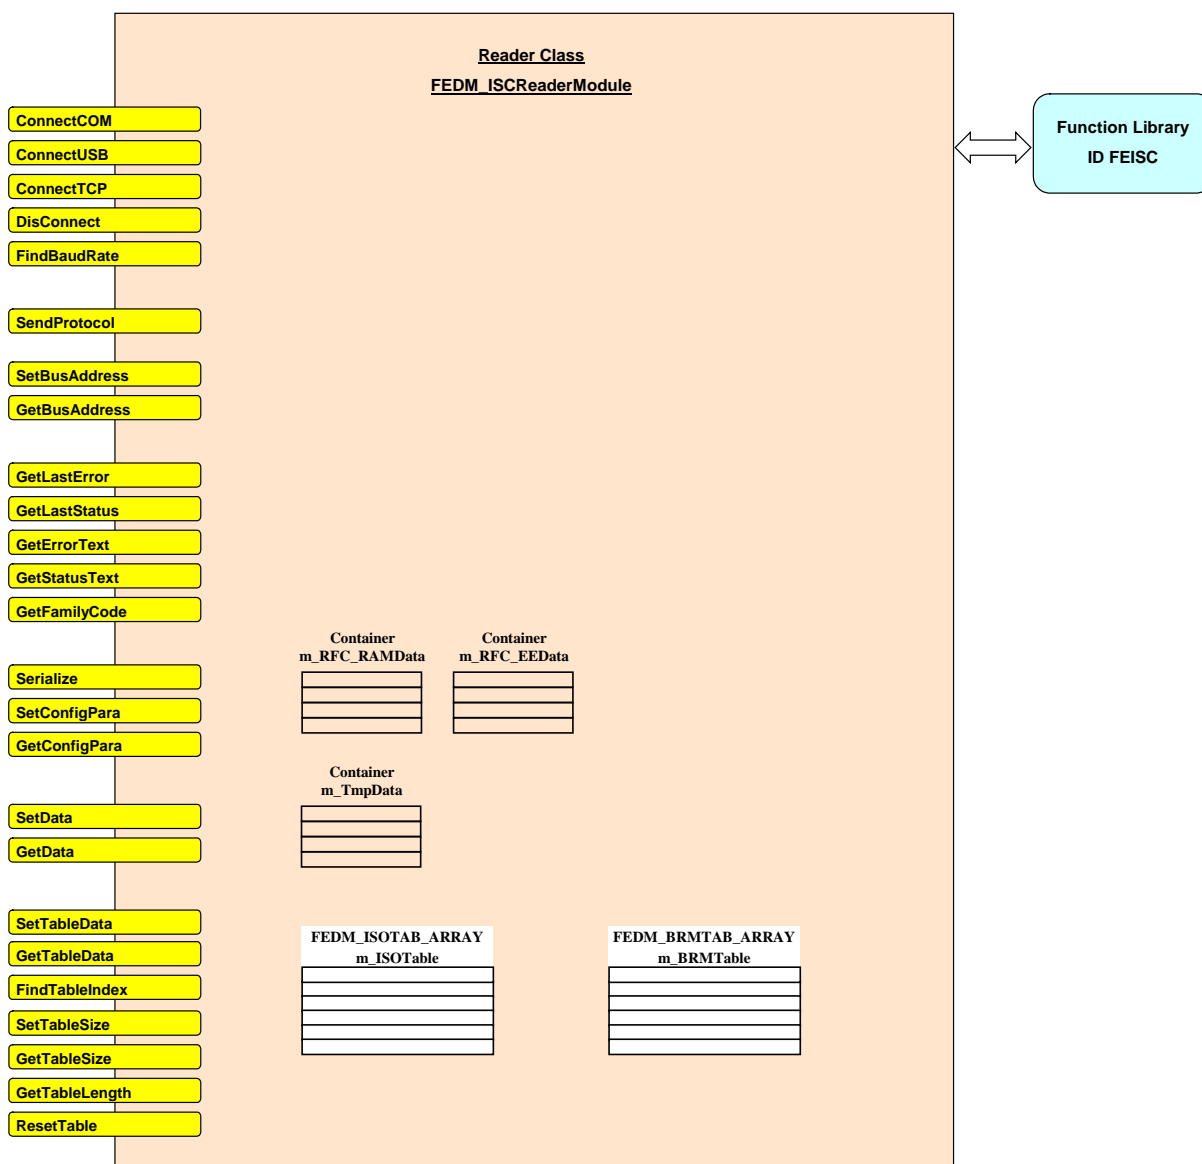 Reader Class
FEDM_ISCReaderModule
Function Library
ID FEISC
ConnectCOM
ConnectUSB
ConnectTCP
DisConnect
FindBaudRate
SendProtocol
SetBusAddress
GetBusAddress
GetLastError
GetLastStatus
GetErrorText
GetStatusText
GetFamilyCode
Serialize
SetConfigPara
GetConfigPara
SetData
GetData
SetTableData
GetTableData
FindTableIndex
SetTableSize
GetTableSize
GetTableLength
ResetTable
Container
m_RFC_RAMData
Container
m_RFC_EEData
Container
m_TmpData
FEDM_ISOTAB_ARRAY
m_ISOTable
FEDM_BRMTAB_ARRAY
m_BRMTable